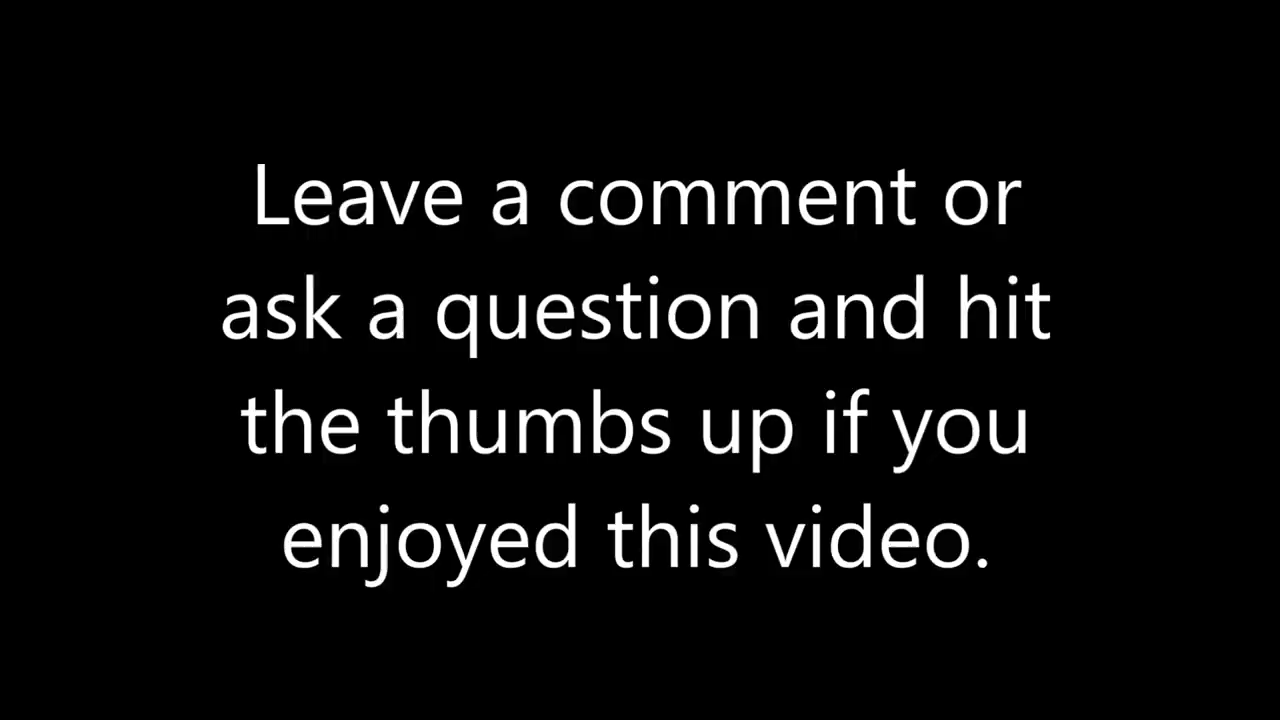 Leave a comment or
ask a question and hit
the thumbs up if you
enjoyed this video.